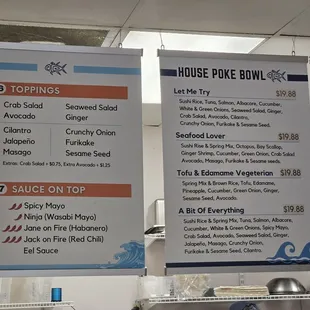 3 TOPPINGS
Crab Salad Seaweed Salad
Avocado Ginger
Cilantro Crunchy Onion
Jalapeño Furikake
Masago Sesame Seed
Extras: Crab Salad + $0.75, Extra Avocado + $1.25
7 SAUCE ON TOP
Spicy Mayo
Ninja (Wasabi Mayo)
Jane on Fire (Habanero)
Jack on Fire (Red Chili)
Eel Sauce
HOUSE POKE BOWL
Let Me Try $19.88
Sushi Rice, Tuna, Salmon, Albacore, Cucumber,
White & Green Onions, Seaweed Salad, Ginger,
Crab Salad, Avocado, Cilantro,
Crunchy Onion, Furikake & Sesame Seed.
Seafood Lover $19.88
Sushi Rice & Spring Mix, Octopus, Bay Scallop,
Ginger Shrimp, Cucumber, Green Onion, Crab Salad
Avocado, Masago, Furikake & Sesame seeds.
Tofu & Edamame Vegetarian $19.88
Spring Mix & Brown Rice, Tofu, Edamame,
Pineapple, Cucumber, Green Onion, Ginger,
Sesame Seed.
A Bit Of Everything $19.88
Sushi Rice & Spring Mix, Tuna, Salmon, Albacore,
Cucumber, White & Green Onions, Spicy Mayo,
Crab Salad, Avocado, Seaweed Salad, Ginger,
Jalapeño, Masago, Crunchy Onion,
Furikake & Sesame Seed, Cilantro.